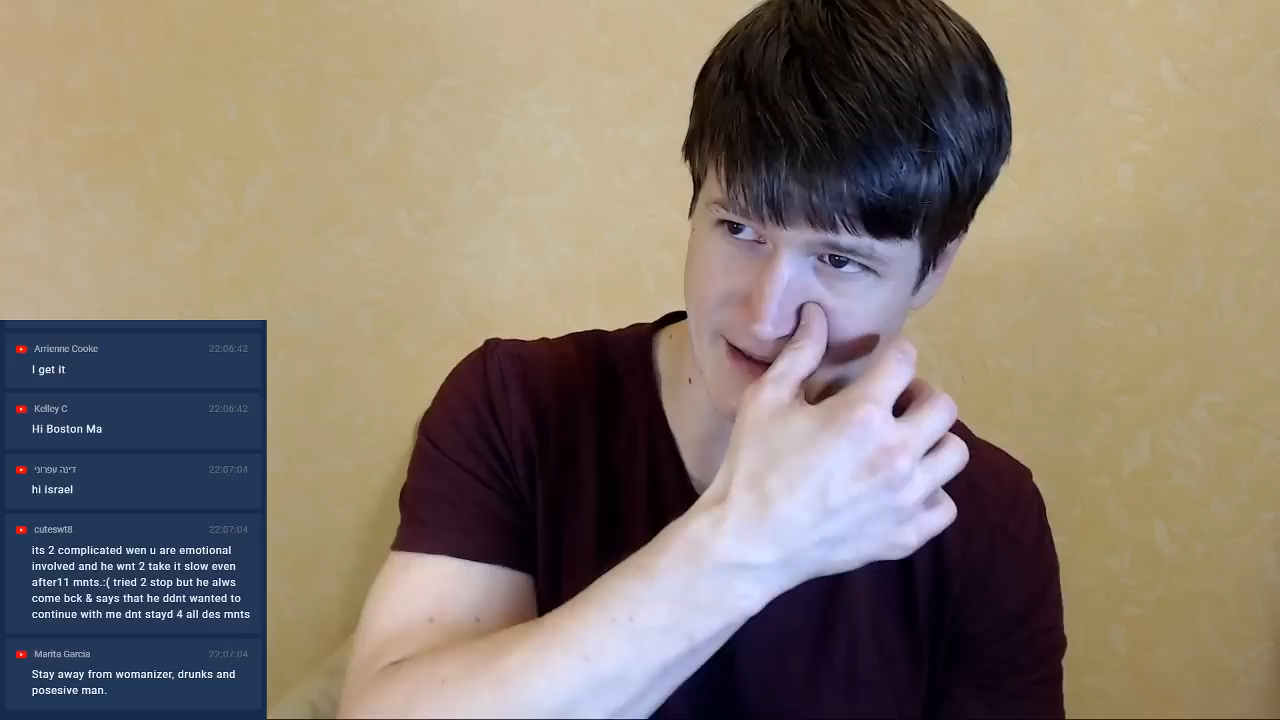 Arrienne Cooke 22:06:42
I get it
Kelley C 22:06:42
Hi Boston Ma
דינה עפרוני 22:07:04
hi israel
cuteswt8 22:07:04
its 2 complicated wen u are emotional
involved and he wnt 2 take it slow even
after11 mnts.:( tried 2 stop but he alws
come bck & says that he ddnt wanted to
continue with me dnt stayd 4 all des mnts
Marita Garcia 22:07:04
Stay away from womanizer, drunks and
posesive man.